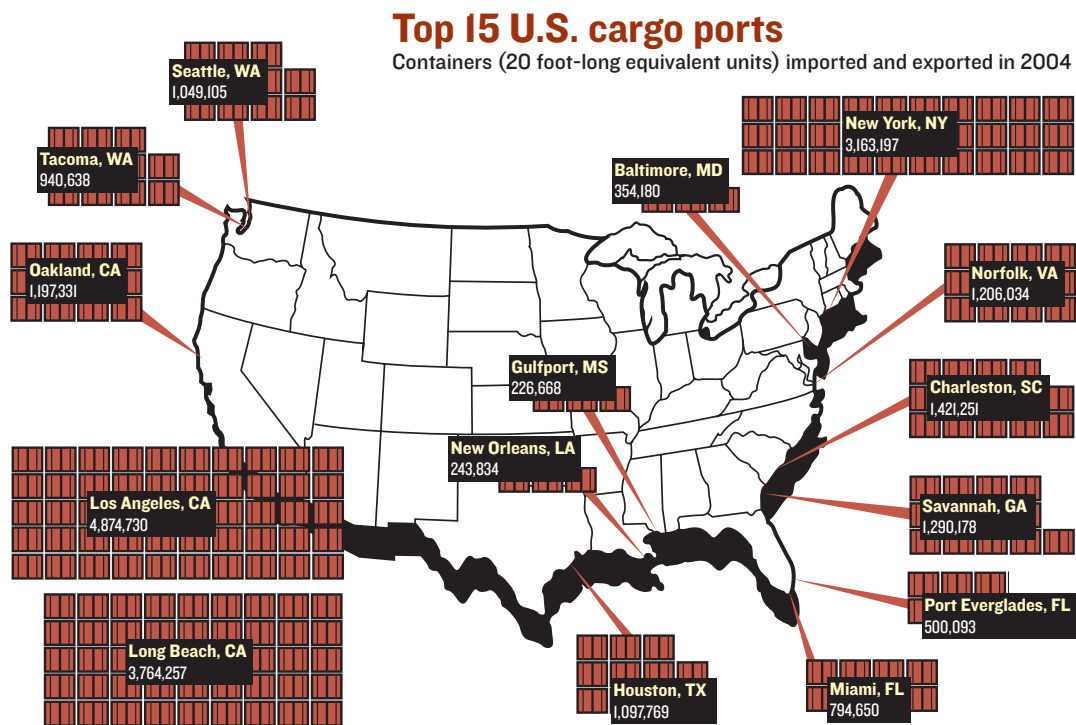 Top 15 U.S. cargo ports
Containers (20 foot-long equivalent units) imported and exported in 2004
Seattle, WA
1,049,105
Tacoma, WA
940,638
Oakland, CA
1,197,331
Los Angeles, CA
4,874,730
Long Beach, CA
3,764,257
Gulfport, MS
226,668
New Orleans, LA
243,834
Houston, TX
1,097,769
Baltimore, MD
354,180
New York, NY
3,163,197
Norfolk, VA
1,206,034
Charleston, SC
1,421,251
Savannah, GA
1,290,178
Port Everglades, FL
500,093
Miami, FL
794,650